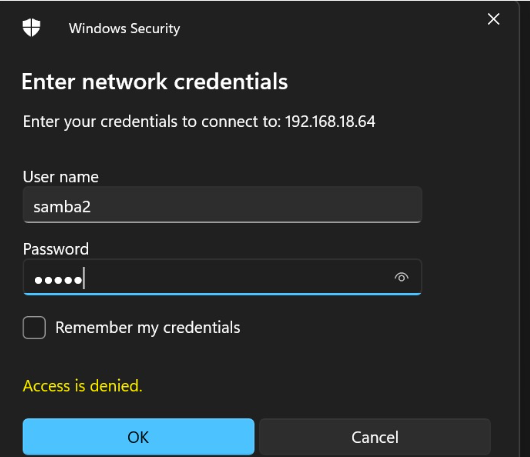 Windows Security
Enter network credentials
Enter your credentials to connect to: 192.168.18.64
User name
samba2
Password
●●●●●
Remember my credentials
Access is denied.
OK
Cancel